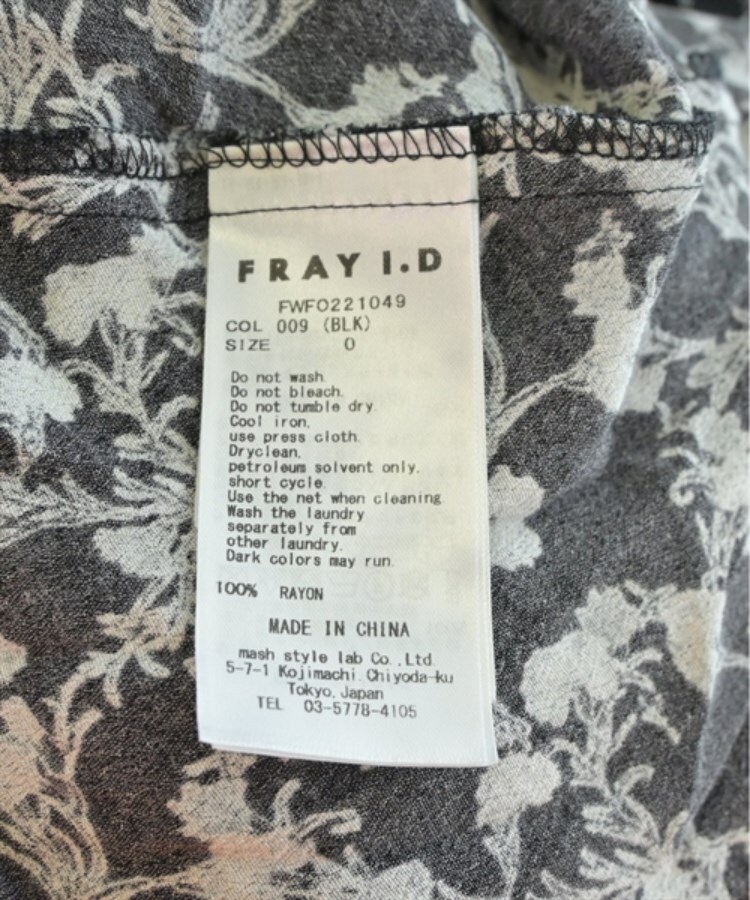 FRAY I.D
FWFO221049
COL 009 (BLK)
SIZE 0
Do not wash.
Do not bleach.
Do not tumble dry.
Cool iron.
use press cloth.
Dryclean,
petroleum solvent only.
short cycle.
Use the net when cleaning.
Wash the laundry
separately from
other laundry.
Dark colors may run.
100% RAYON
MADE IN CHINA
mash style lab Co.,Ltd.
5-7-1 Kojimachi Chiyoda-ku
Tokyo, Japan
TEL 03-5778-4105